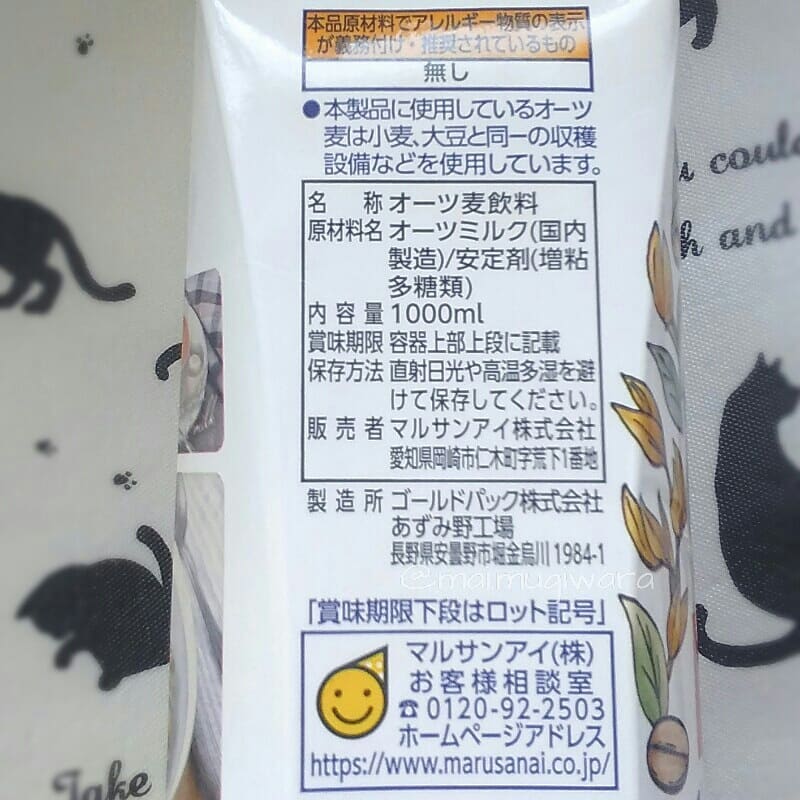 本品原材料でアレルギー物質の表示
が義務付け・推奨されているもの
無し
●本製品に使用しているオーツ
麦は小麦、大豆と同一の収穫
設備などを使用しています。
名称 オーツ麦飲料
原材料名 オーツミルク(国内
製造)/安定剤(増粘
多糖類)
内容量 1000ml
賞味期限 容器上部上段に記載
保存方法 直射日光や高温多湿を避
けて保存してください。
販売者 マルサンアイ株式会社
愛知県岡崎市仁木町字荒下1番地
製造所 ゴールドパック株式会社
あずみ野工場
長野県安曇野市堀金烏川1984-1
@maimugiwara
「賞味期限下段はロット記号」
マルサンアイ(株)
お客様相談室
☎0120-92-2503
ホームページアドレス
https://www.marusanai.co.jp/
could
and
Take